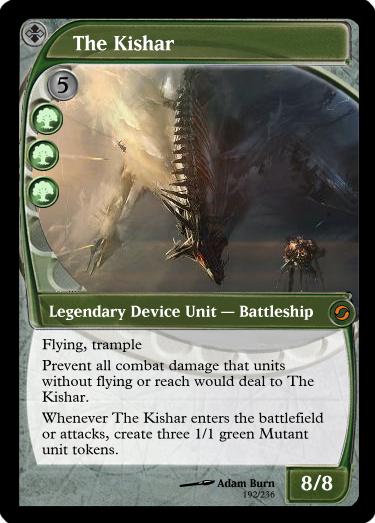 The Kishar
5
Legendary Device Unit — Battleship
Flying, trample
Prevent all combat damage that units
without flying or reach would deal to The
Kishar.
Whenever The Kishar enters the battlefield
or attacks, create three 1/1 green Mutant
unit tokens.
Adam Burn
192/236
8/8